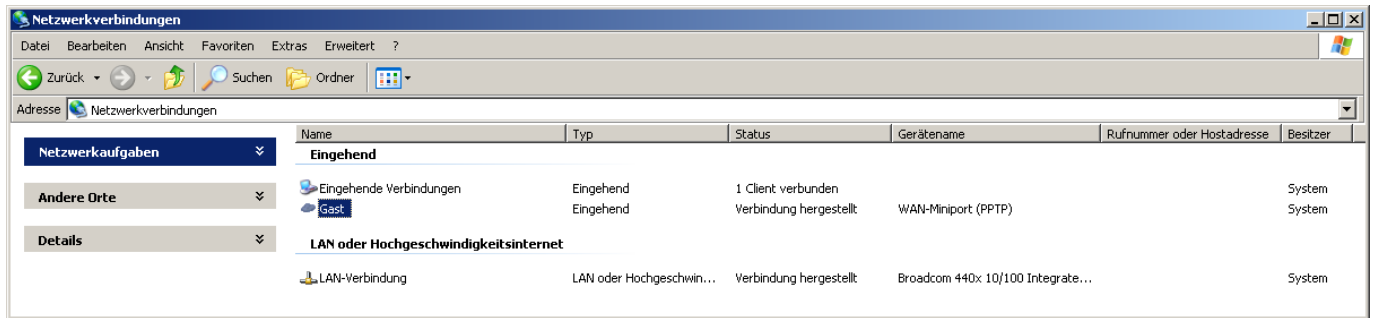 Netzwerkverbindungen
Datei Bearbeiten Ansicht Favoriten Extras Erweitert ?
Zurück Suchen Ordner
Adresse Netzwerkverbindungen
Name Typ Status Gerätename Rufnummer oder Hostadresse Besitzer
Netzwerkaufgaben
Eingehend
Andere Orte
Eingehende Verbindungen Eingehend 1 Client verbunden System
Gast Eingehend Verbindung hergestellt WAN-Miniport (PPTP) System
Details
LAN oder Hochgeschwindigkeitsinternet
LAN-Verbindung LAN oder Hochgeschwin... Verbindung hergestellt Broadcom 440x 10/100 Integrate... System